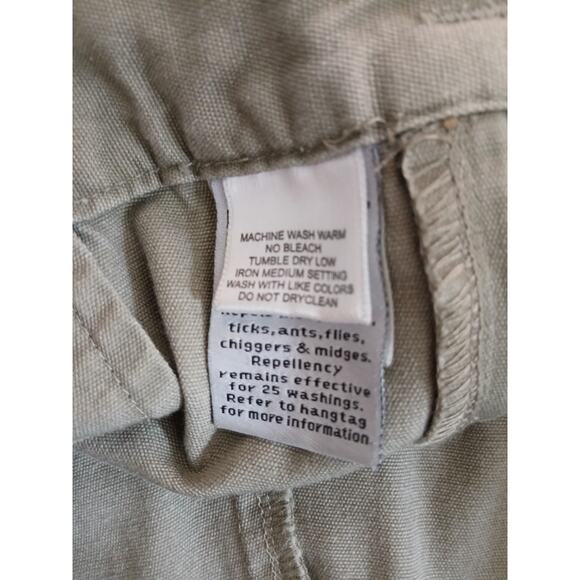 MACHINE WASH WARM
NO BLEACH
TUMBLE DRY LOW
IRON MEDIUM SETTING
WASH WITH LIKE COLORS
DO NOT DRYCLEAN
ticks,ants,flies,
chiggers & midges.
Repellency
remains effective
for 25 washings.
Refer to hangtag
for more information